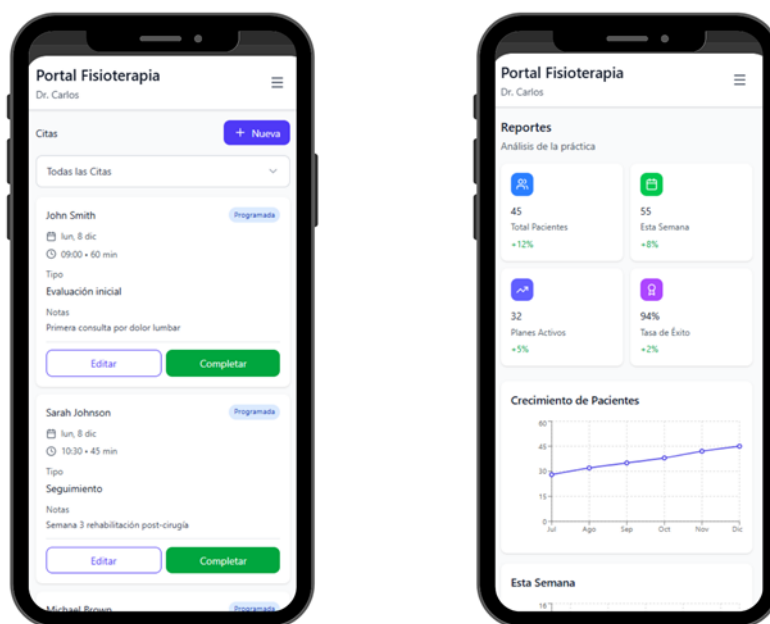 Portal Fisioterapia
Dr. Carlos
Citas
+ Nueva
Todas las Citas
John Smith
Programada
lun, 8 dic
09:00 • 60 min
Tipo
Evaluación inicial
Notas
Primera consulta por dolor lumbar
Editar
Completar
Sarah Johnson
Programada
lun, 8 dic
10:30 • 45 min
Tipo
Seguimiento
Notas
Semana 3 rehabilitación post-cirugía
Editar
Completar
Michael Brown
Programada
Portal Fisioterapia
Dr. Carlos
Reportes
Análisis de la práctica
45
Total Pacientes
+12%
55
Esta Semana
+8%
32
Planes Activos
+5%
94%
Tasa de Éxito
+2%
Crecimiento de Pacientes
60
45
30
15
0
Jul Ago Sep Oct Nov Dic
Esta Semana
16